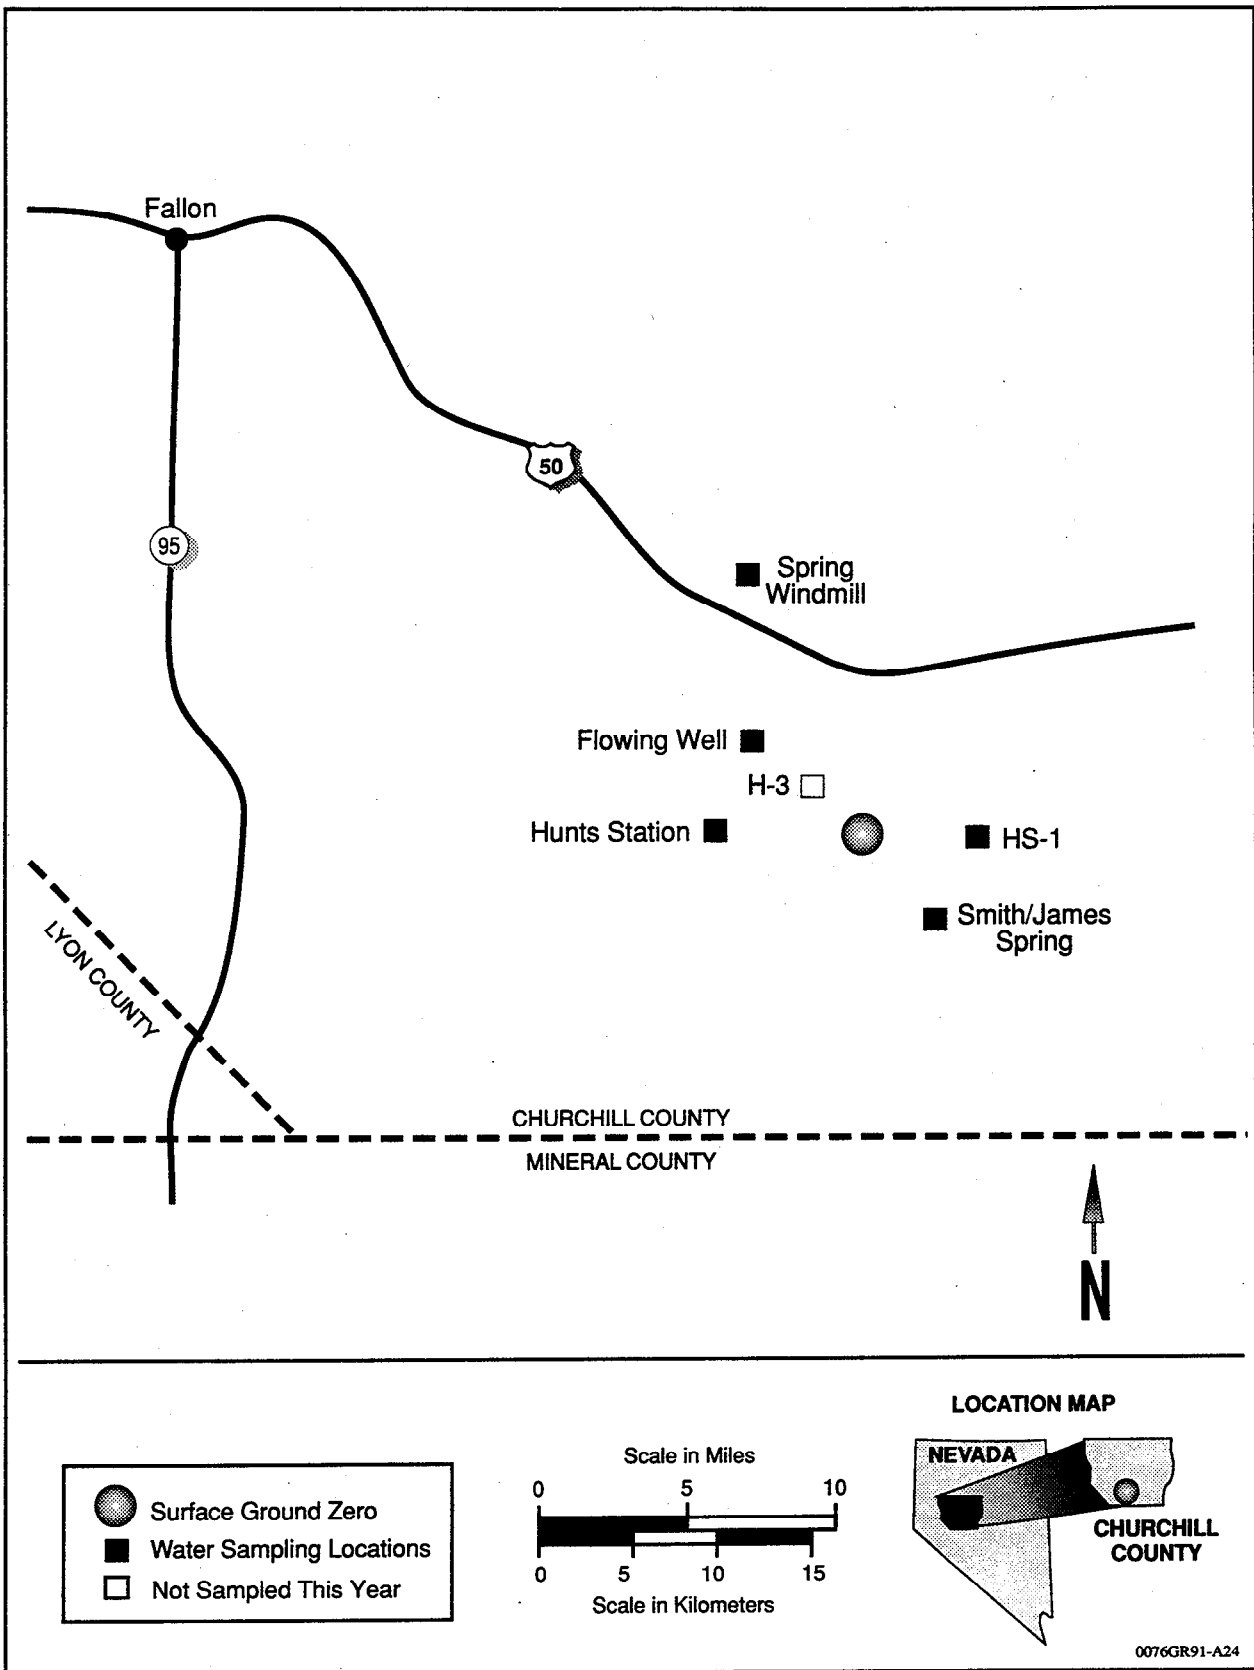 Fallon
50
95
Spring
Windmill
Flowing Well
H-3
Hunts Station
HS-1
Smith/James
Spring
LYON COUNTY
CHURCHILL COUNTY
MINERAL COUNTY
N
LOCATION MAP
NEVADA
CHURCHILL
COUNTY
Surface Ground Zero
Water Sampling Locations
Not Sampled This Year
Scale in Miles
0 5 10
0 5 10 15
Scale in Kilometers
0076GR91-A24